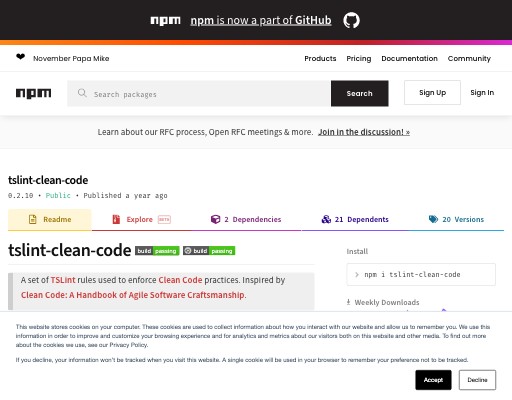 npm npm is now a part of GitHub
❤ November Papa Mike
Products Pricing Documentation Community
npm Search packages Search Sign Up Sign In
Learn about our RFC process, Open RFC meetings & more. Join in the discussion! »
tslint-clean-code
0.2.10 • Public • Published a year ago
Readme Explore BETA 2 Dependencies 21 Dependents 20 Versions
tslint-clean-code build passing build passing
Install
A set of TSLint rules used to enforce Clean Code practices. Inspired by
Clean Code: A Handbook of Agile Software Craftsmanship.
> npm i tslint-clean-code
Weekly Downloads
This website stores cookies on your computer. These cookies are used to collect information about how you interact with our website and allow us to remember you. We use this
information in order to improve and customize your browsing experience and for analytics and metrics about our visitors both on this website and other media. To find out more
about the cookies we use, see our Privacy Policy.
If you decline, your information won't be tracked when you visit this website. A single cookie will be used in your browser to remember your preference not to be tracked.
Accept Decline